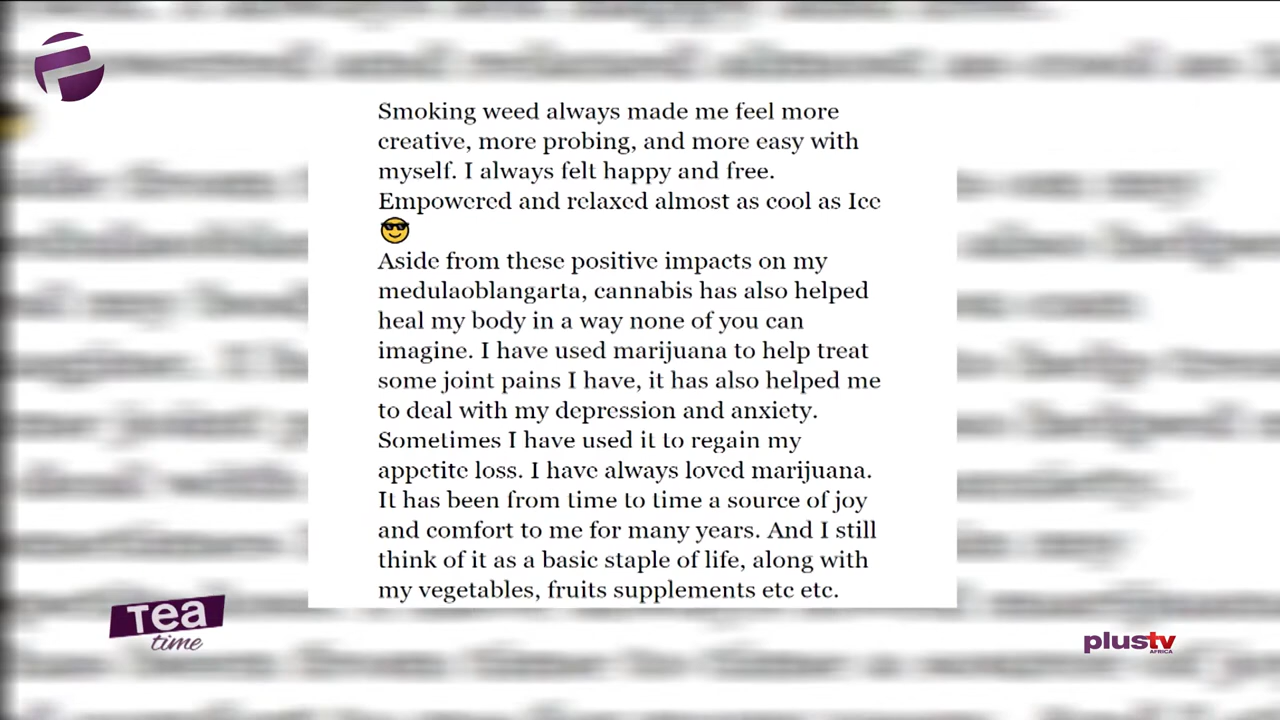 Smoking weed always made me feel more
creative, more probing, and more easy with
myself. I always felt happy and free.
Empowered and relaxed almost as cool as Ice
😎
Aside from these positive impacts on my
medulaoblangarta, cannabis has also helped
heal my body in a way none of you can
imagine. I have used marijuana to help treat
some joint pains I have, it has also helped me
to deal with my depression and anxiety.
Sometimes I have used it to regain my
appetite loss. I have always loved marijuana.
It has been from time to time a source of joy
and comfort to me for many years. And I still
think of it as a basic staple of life, along with
my vegetables, fruits supplements etc etc.
Tea
time
plustv
AFRICA